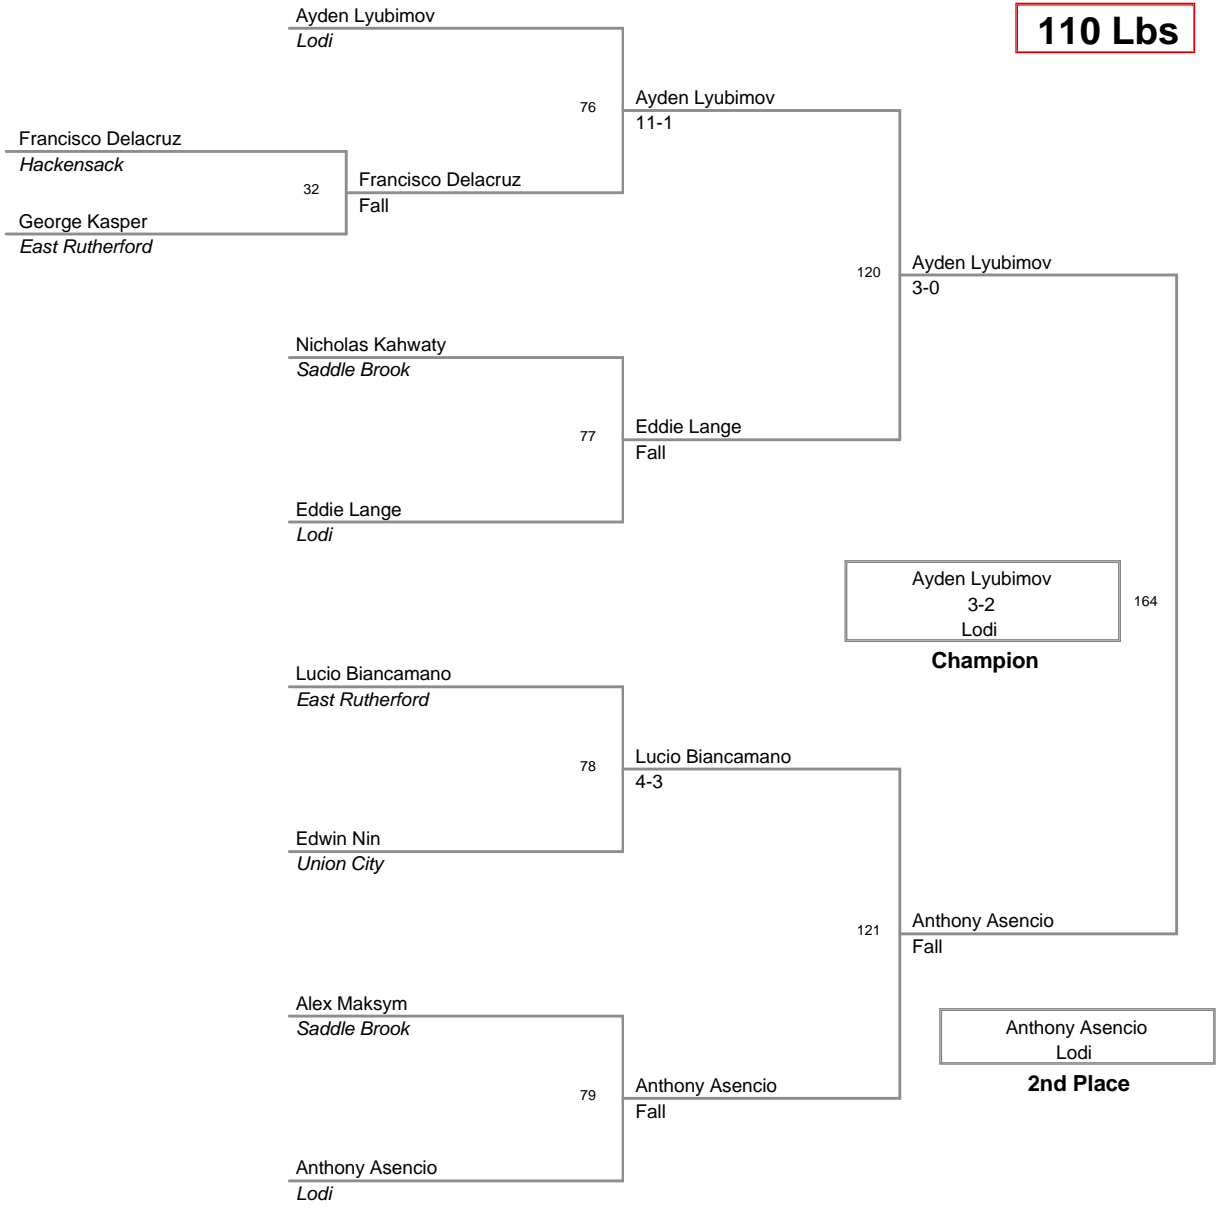 Ayden Lyubimov
Lodi
110 Lbs
76
Ayden Lyubimov
11-1
Francisco Delacruz
Hackensack
32
Francisco Delacruz
Fall
George Kasper
East Rutherford
120
Ayden Lyubimov
3-0
Nicholas Kahwaty
Saddle Brook
77
Eddie Lange
Fall
Eddie Lange
Lodi
Ayden Lyubimov
3-2
Lodi
164
Champion
Lucio Biancamano
East Rutherford
78
Lucio Biancamano
4-3
Edwin Nin
Union City
121
Anthony Asencio
Fall
Alex Maksym
Saddle Brook
Anthony Asencio
Lodi
2nd Place
79
Anthony Asencio
Fall
Anthony Asencio
Lodi